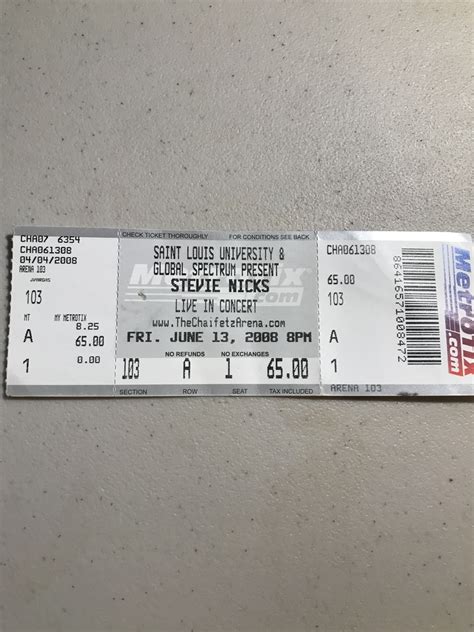 CHECK TICKET THOROUGHLY FOR CONDITIONS SEE BACK
CHA07 6354
CHA061308
04/04/2008
ARENA 103
103
MT MY METROTIX
8.25
A 65.00
1 0.00
SAINT LOUIS UNIVERSITY &
GLOBAL SPECTRUM PRESENT
STEVIE NICKS
LIVE IN CONCERT
www.TheChaifetzArena.com
FRI. JUNE 13, 2008 8PM
NO REFUNDS NO EXCHANGES
103 A 1 65.00
SECTION ROW SEAT TAX INCLUDED
MetroTix
.com
CHA061308
65.00
103
A
1
ARENA 103
86416571008472
MetroTix
.com